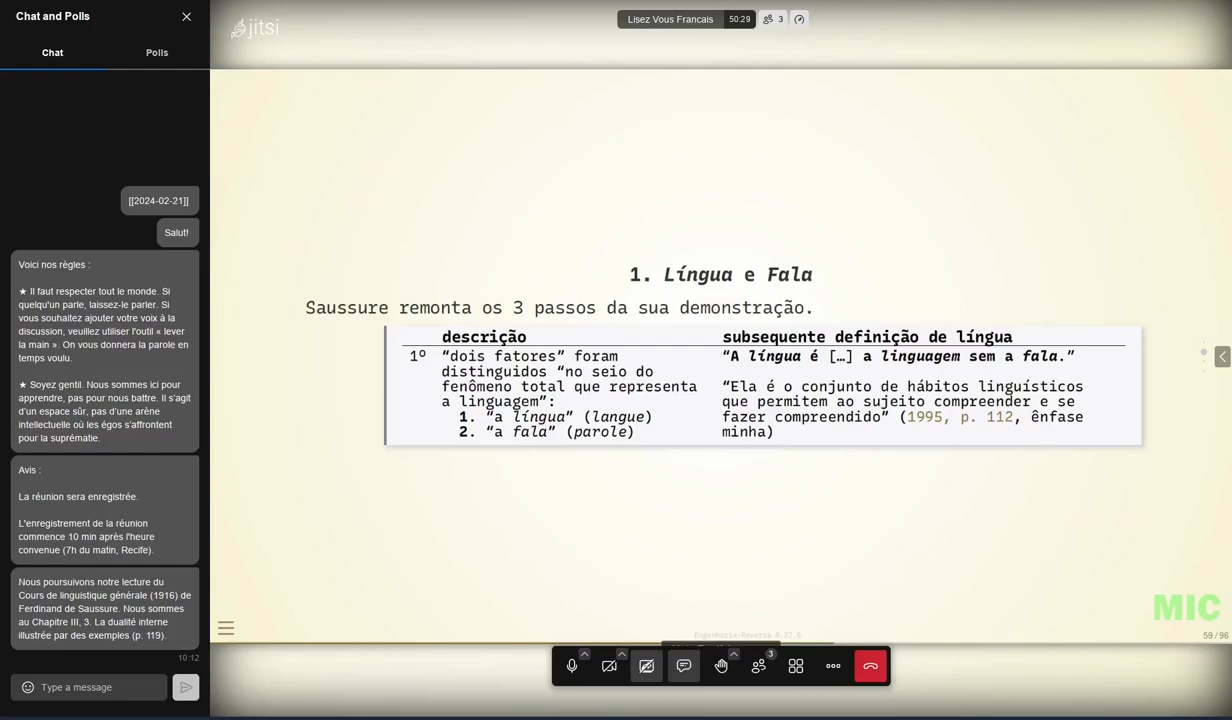 Chat and Polls
Chat
Polls
[[2024-02-21]]
Salut!
Voici nos règles :
★ Il faut respecter tout le monde. Si
quelqu'un parle, laissez-le parler. Si
vous souhaitez ajouter votre voix à la
discussion, veuillez utiliser l'outil « lever
la main ». On vous donnera la parole en
temps voulu.
★ Soyez gentil. Nous sommes ici pour
apprendre, pas pour nous battre. Il s'agit
d'un espace sûr, pas d'une arène
intellectuelle où les égos s'affrontent
pour la suprématie.
Avis :
La réunion sera enregistrée.
L'enregistrement de la réunion
commence 10 min après l'heure
convenue (7h du matin, Recife).
Nous poursuivons notre lecture du
Cours de linguistique générale (1916) de
Ferdinand de Saussure. Nous sommes
au Chapitre III, 3. La dualité interne
illustrée par des exemples (p. 119).
10:12
Type a message
jitsi
Lisez Vous Francais 50:29 3
1. Língua e Fala
Saussure remonta os 3 passos da sua demonstração.
descrição
subsequente definição de língua
1º "dois fatores" foram
distinguidos "no seio do
fenômeno total que representa
a linguagem":
1. "a língua" (langue)
2. "a fala" (parole)
"A língua é […] a linguagem sem a fala."
"Ela é o conjunto de hábitos linguísticos
que permitem ao sujeito compreender e se
fazer compreendido" (1995, p. 112, ênfase
minha)
MIC
Engenharia-Reversa 0.27.0
59 / 96
3